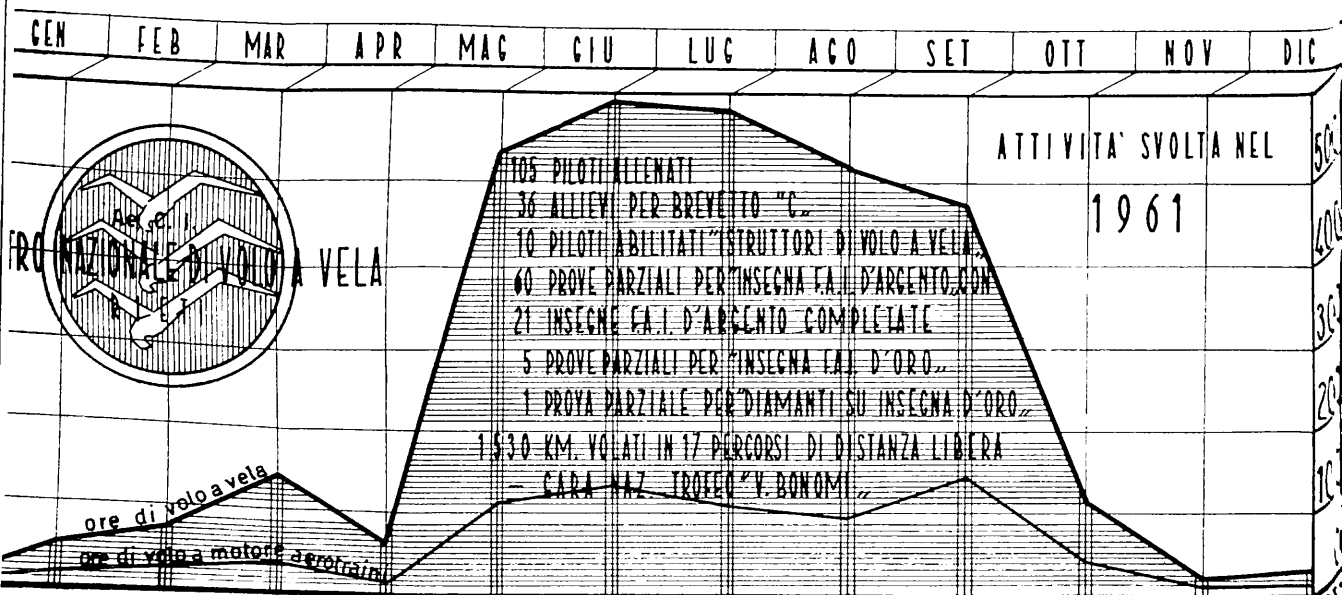 GEN FEB MAR APR MAG GIU LUG AGO SET OTT NOV DIC
ATTIVITA' SVOLTA NEL
1961
Ae.C.I.
RIETI
TRO NAZIONALE DI VOLO A VELA
105 PILOTI ALLENATI
36 ALLIEVI PER BREVETTO "C„
10 PILOTI ABILITATI "ISTRUTTORI DI VOLO A VELA„
60 PROVE PARZIALI PER "INSEGNA F.A.I. D'ARGENTO„ CON
21 INSEGNE F.A.I. D'ARGENTO COMPLETATE
5 PROVE PARZIALI PER "INSEGNA F.A.I. D'ORO„
1 PROVA PARZIALE PER "DIAMANTI SU INSEGNA D'ORO„
1530 KM. VOLATI IN 17 PERCORSI DI DISTANZA LIBERA
– GARA NAZ. TROFEO "V. BONOMI„
ore di volo a vela
ore di volo a motore aerotraini